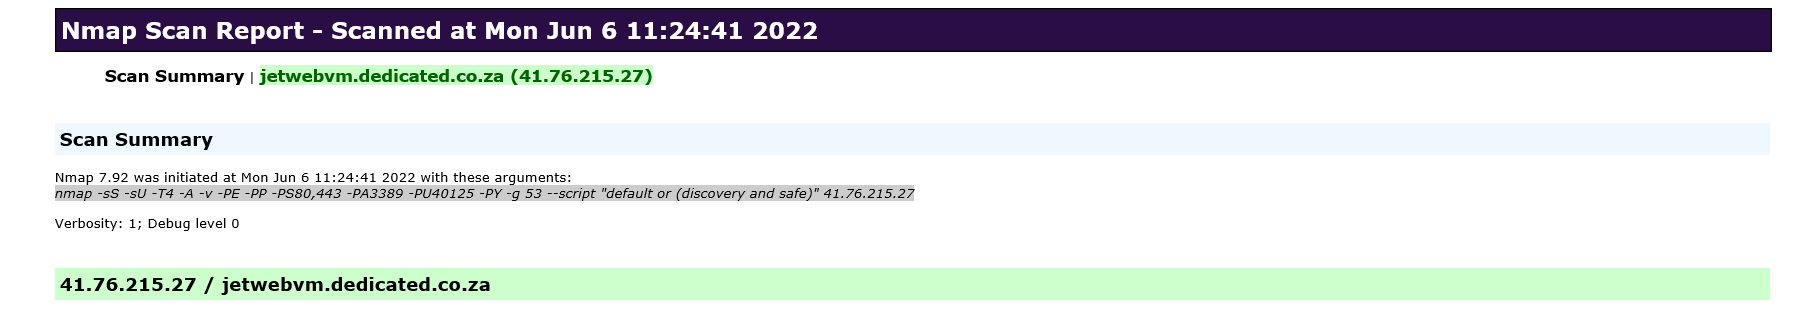 Nmap Scan Report - Scanned at Mon Jun 6 11:24:41 2022
Scan Summary | jetwebvm.dedicated.co.za (41.76.215.27)
Scan Summary
Nmap 7.92 was initiated at Mon Jun 6 11:24:41 2022 with these arguments:
nmap -sS -sU -T4 -A -v -PE -PP -PS80,443 -PA3389 -PU40125 -PY -g 53 --script "default or (discovery and safe)" 41.76.215.27
Verbosity: 1; Debug level 0
41.76.215.27 / jetwebvm.dedicated.co.za